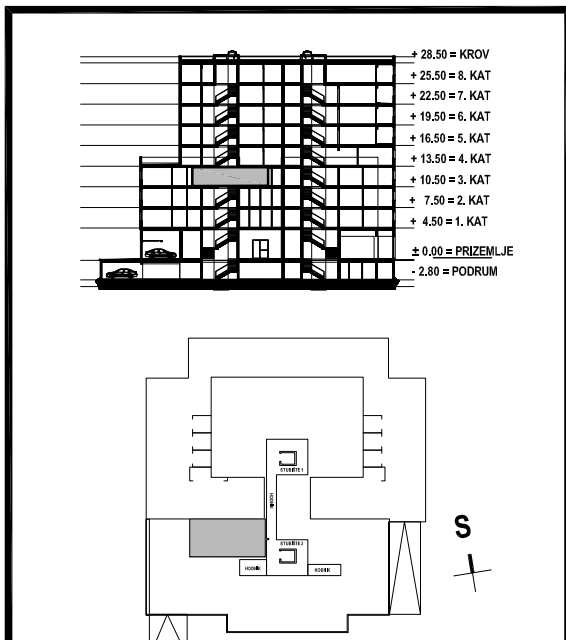 + 28.50 = KROV
+ 25.50 = 8. KAT
+ 22.50 = 7. KAT
+ 19.50 = 6. KAT
+ 16.50 = 5. KAT
+ 13.50 = 4. KAT
+ 10.50 = 3. KAT
+ 7.50 = 2. KAT
+ 4.50 = 1. KAT
± 0.00 = PRIZEMLJE
- 2.80 = PODRUM
STUBIŠTE 1
HODNIK
STUBIŠTE 2
HODNIK
HODNIK
S